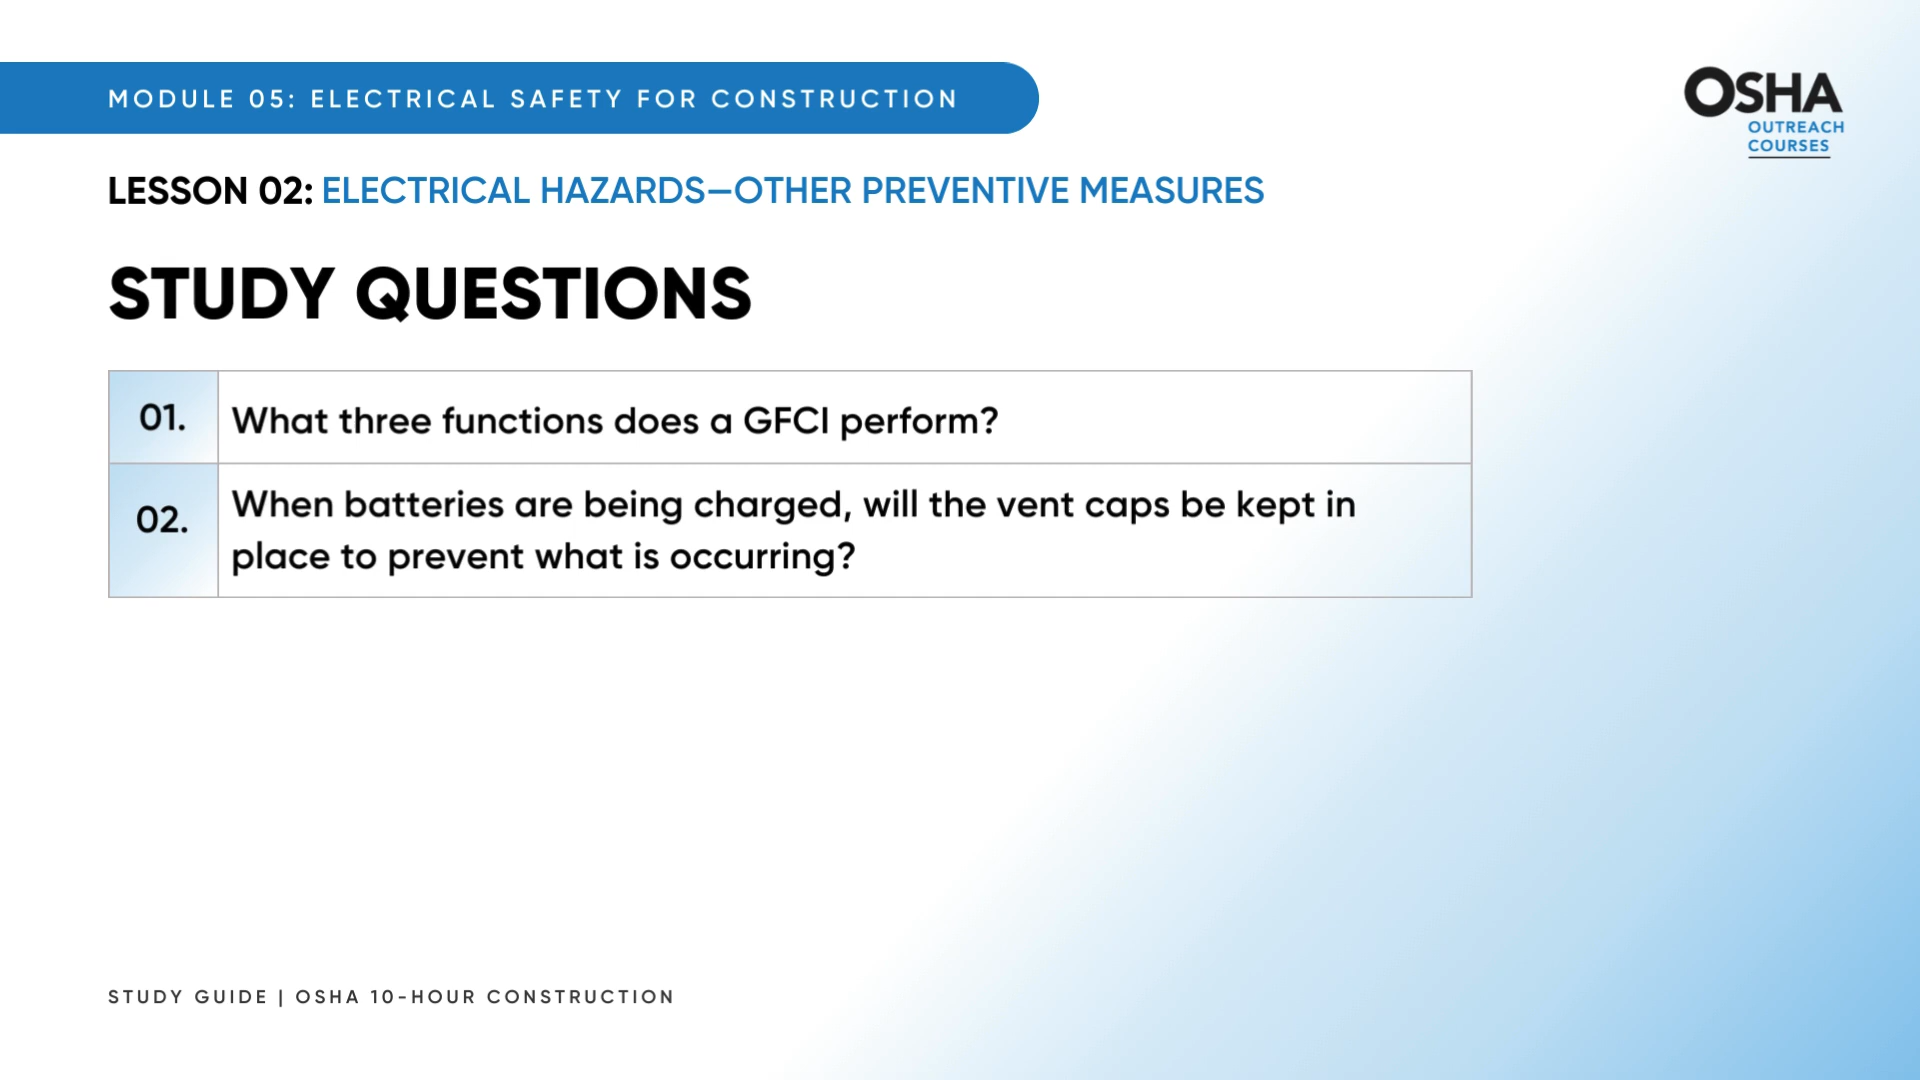 MODULE 05: ELECTRICAL SAFETY FOR CONSTRUCTION
OSHA
OUTREACH
COURSES
LESSON 02: ELECTRICAL HAZARDS—OTHER PREVENTIVE MEASURES
STUDY QUESTIONS
01. What three functions does a GFCI perform?
02. When batteries are being charged, will the vent caps be kept in
place to prevent what is occurring?
STUDY GUIDE | OSHA 10-HOUR CONSTRUCTION